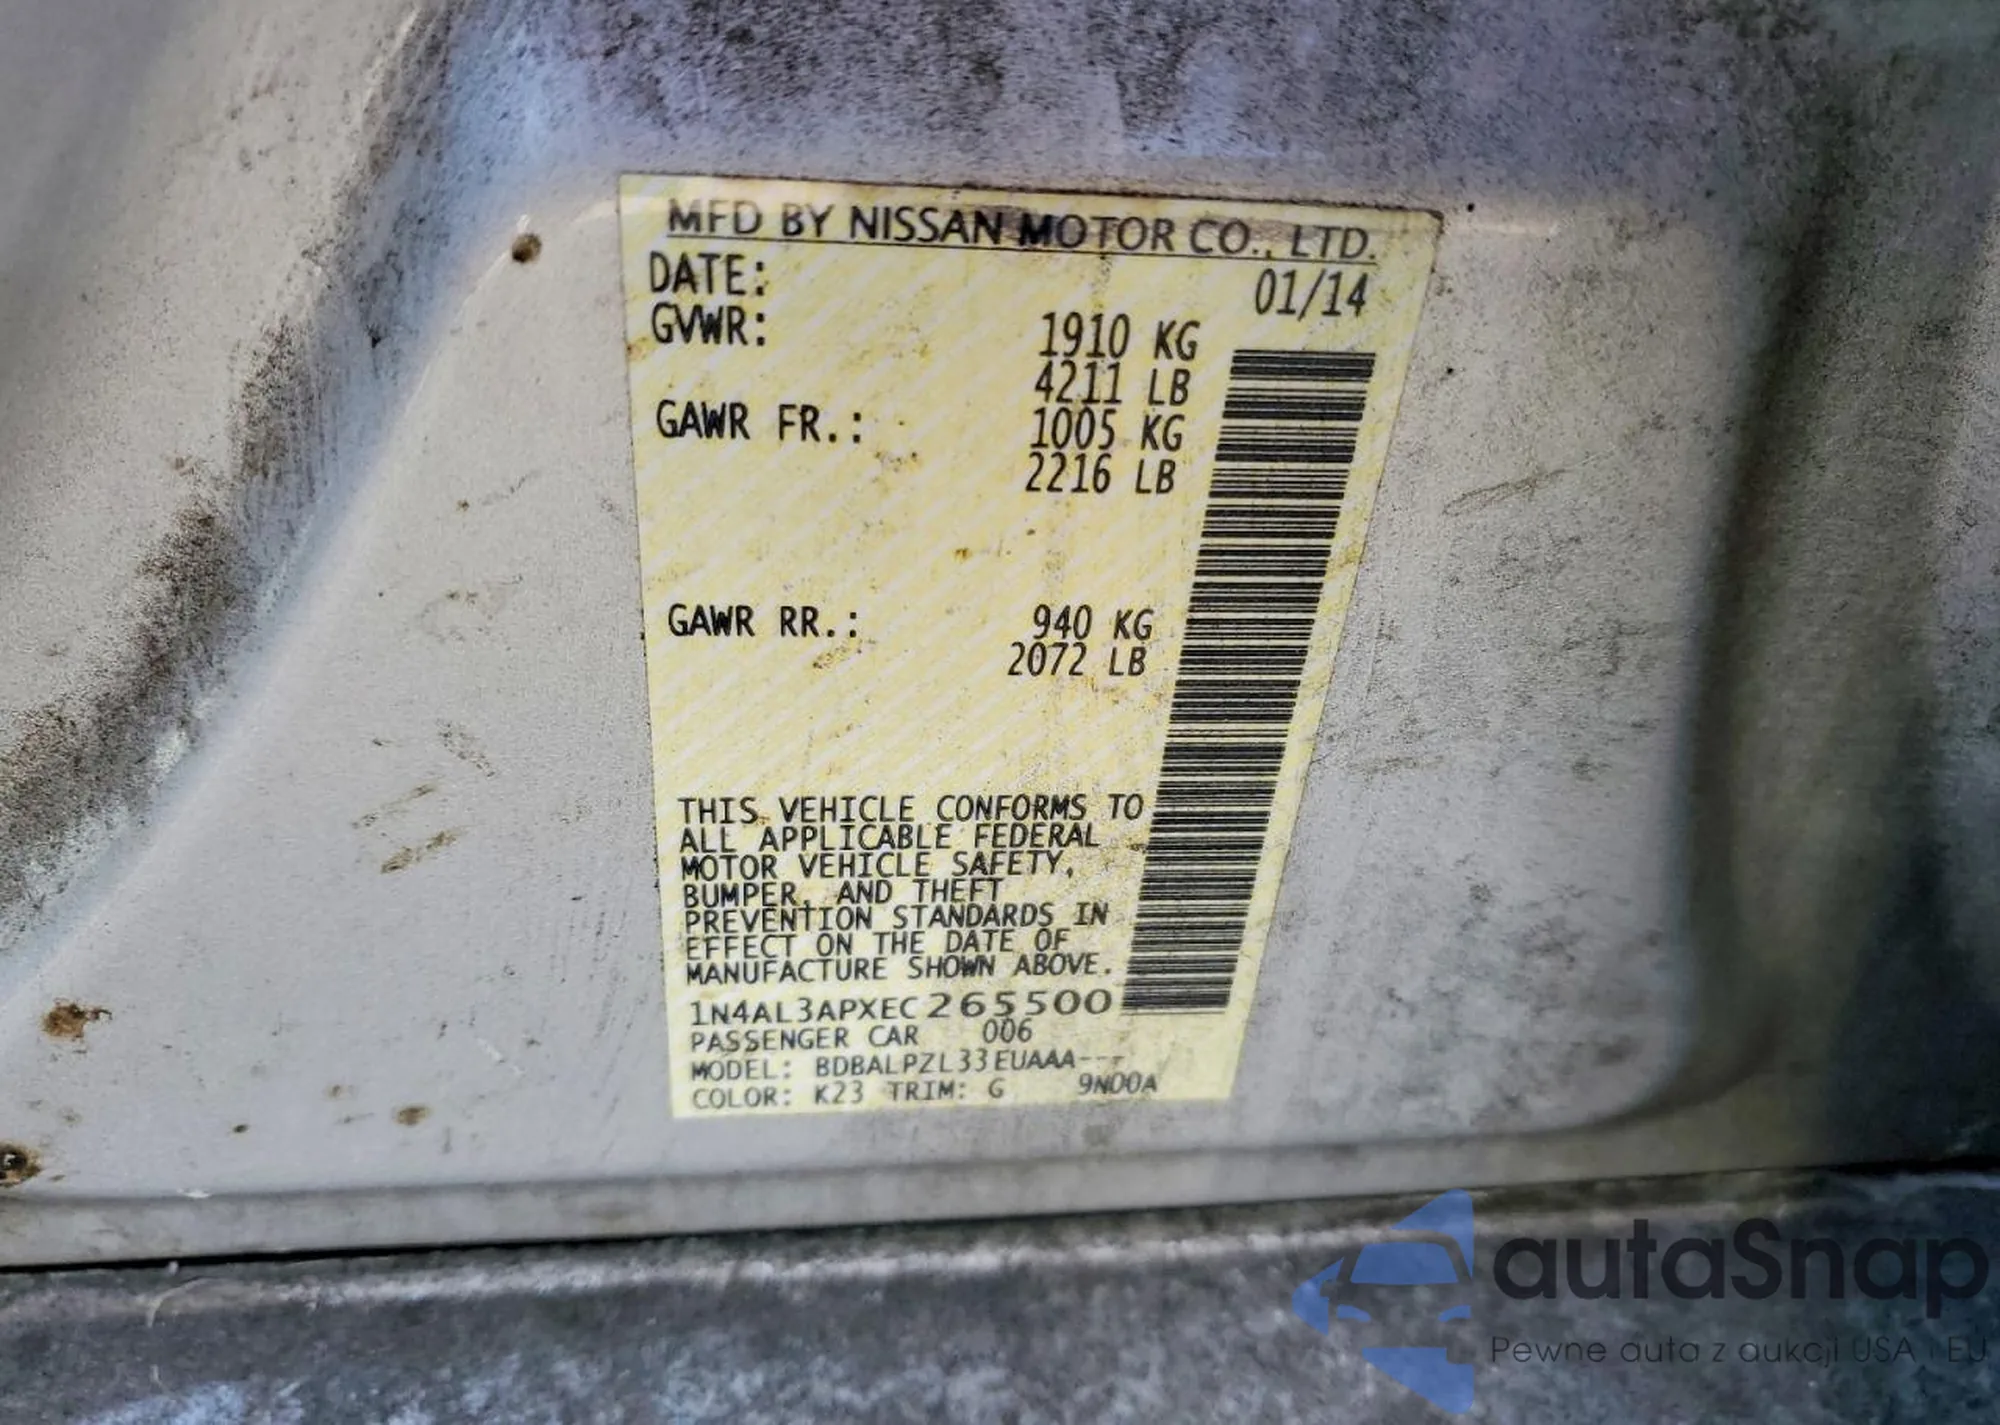 MFD BY NISSAN MOTOR CO., LTD.
DATE: 01/14
GVWR: 1910 KG
4211 LB
GAWR FR.: 1005 KG
2216 LB
GAWR RR.: 940 KG
2072 LB
THIS VEHICLE CONFORMS TO
ALL APPLICABLE FEDERAL
MOTOR VEHICLE SAFETY,
BUMPER, AND THEFT
PREVENTION STANDARDS IN
EFFECT ON THE DATE OF
MANUFACTURE SHOWN ABOVE.
1N4AL3APXEC265500
PASSENGER CAR 006
MODEL: BDBALPZL33EUAAA---
COLOR: K23 TRIM: G 9N00A
autaSnap
Pewne auta z aukcji USA i EU